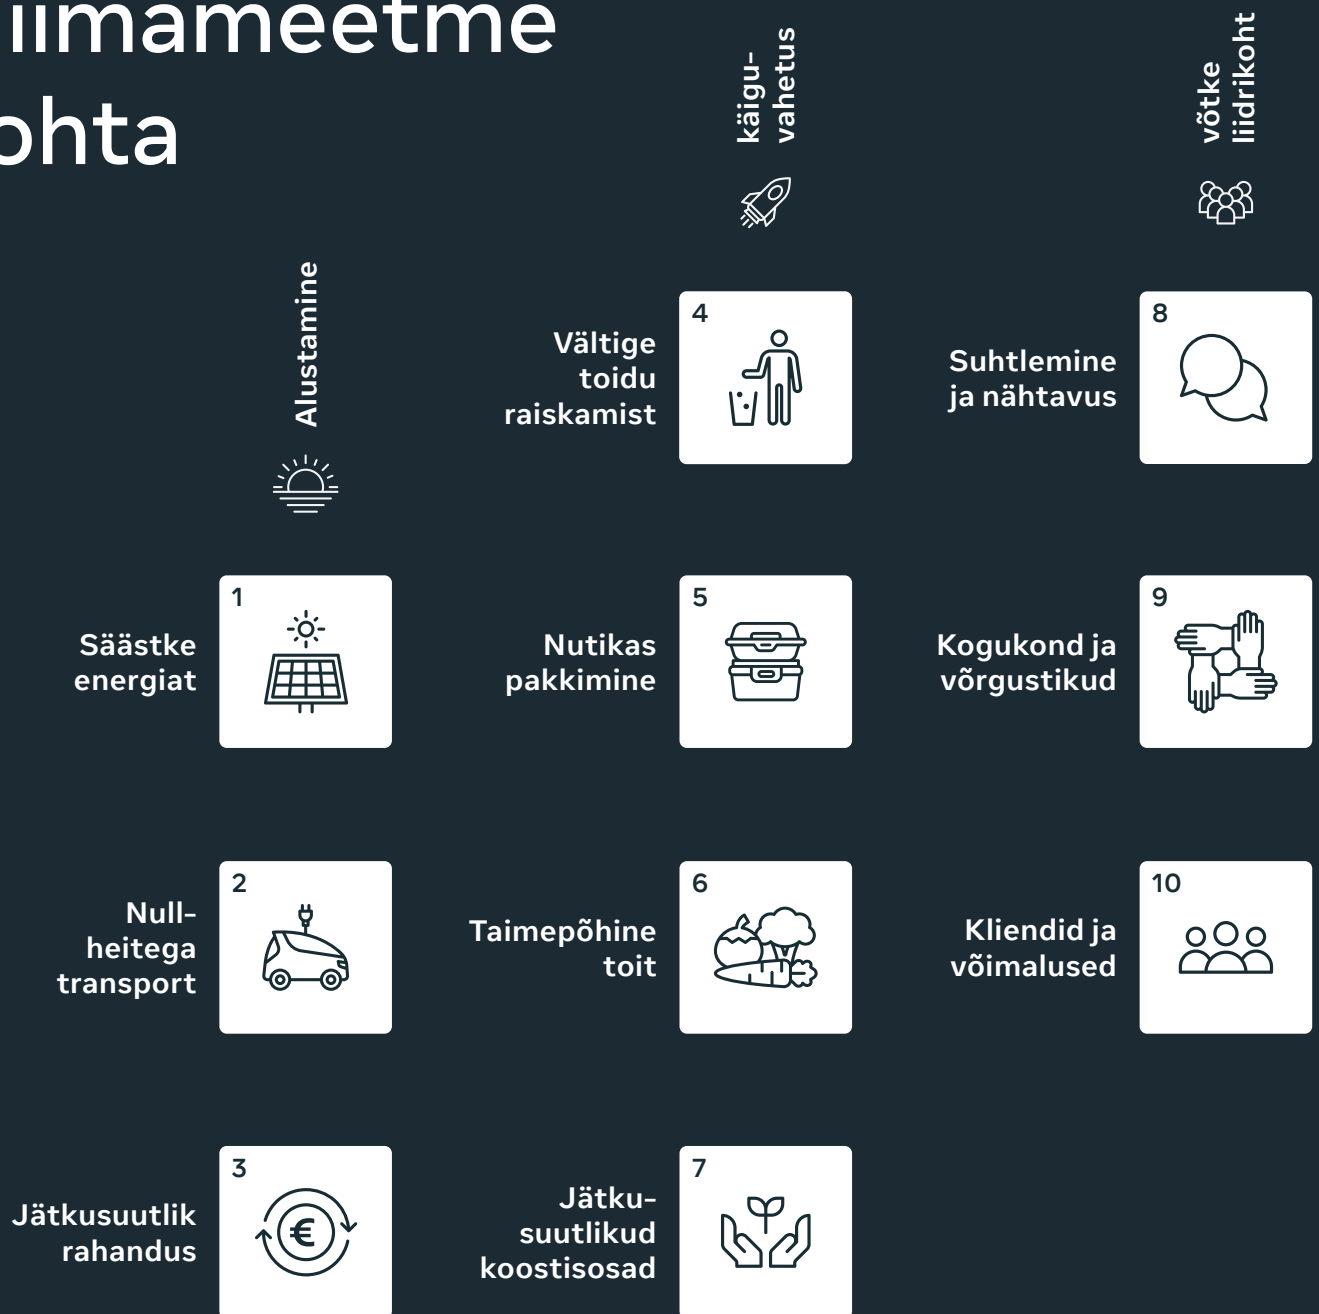 iimameetme
ohta
Alustamine
1
Säästke
energiat
2
Null-
heitega
transport
3
Jätkusuutlik
rahandus
käigu-
vahetus
4
Vältige
toidu
raiskamist
5
Nutikas
pakkimine
6
Taimepõhine
toit
7
Jätku-
suutlikud
koostisosad
võtke
liidrikoht
8
Suhtlemine
ja nähtavus
9
Kogukond ja
võrgustikud
10
Kliendid ja
võimalused